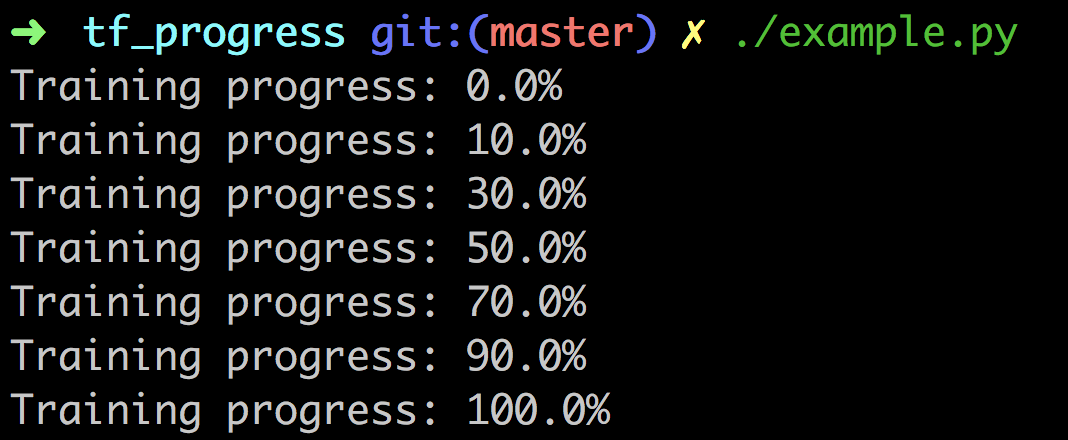 ➜ tf_progress git:(master) ✗ ./example.py
Training progress: 0.0%
Training progress: 10.0%
Training progress: 30.0%
Training progress: 50.0%
Training progress: 70.0%
Training progress: 90.0%
Training progress: 100.0%